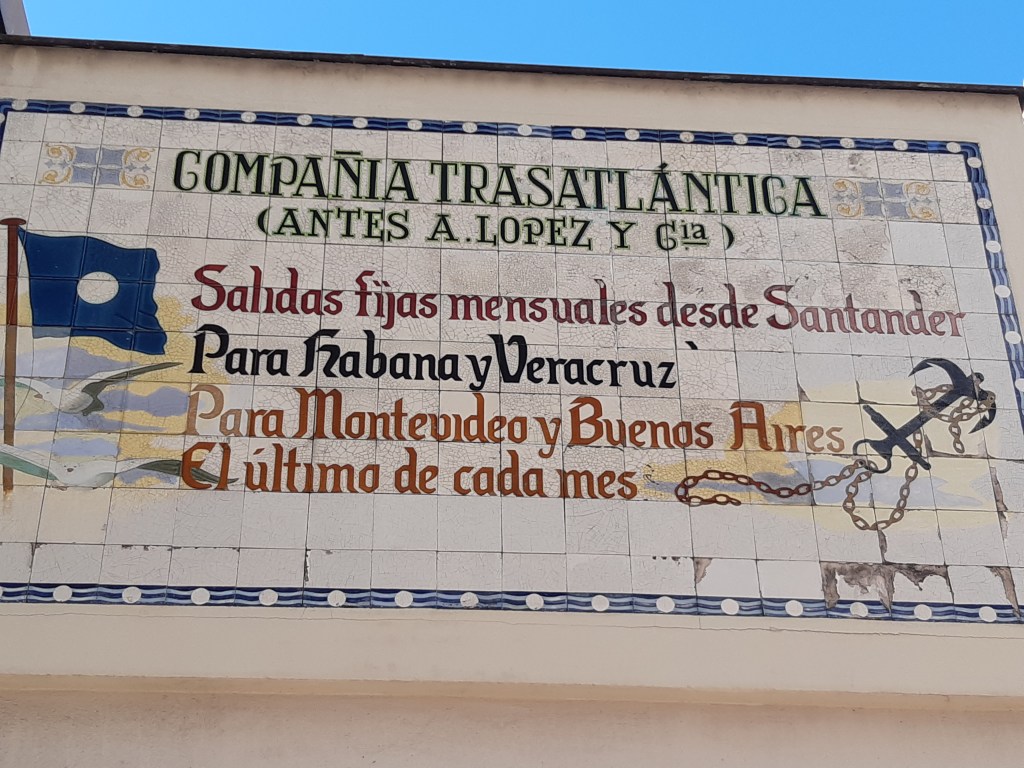 COMPAÑIA TRASATLÁNTICA
(ANTES A. LOPEZ Y Cia)
Salidas fijas mensuales desde Santander
Para Habana y Veracruz
Para Montevideo y Buenos Aires
El último de cada mes